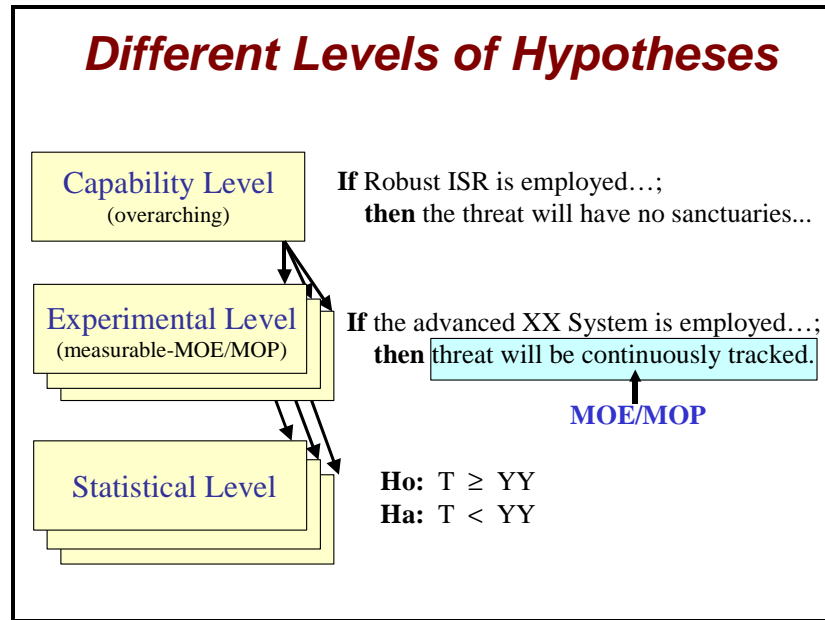 Different Levels of Hypotheses
Capability Level
(overarching)
If Robust ISR is employed…;
then the threat will have no sanctuaries...
Experimental Level
(measurable-MOE/MOP)
If the advanced XX System is employed…;
then threat will be continuously tracked.
MOE/MOP
Statistical Level
Ho: T ≥ YY
Ha: T < YY